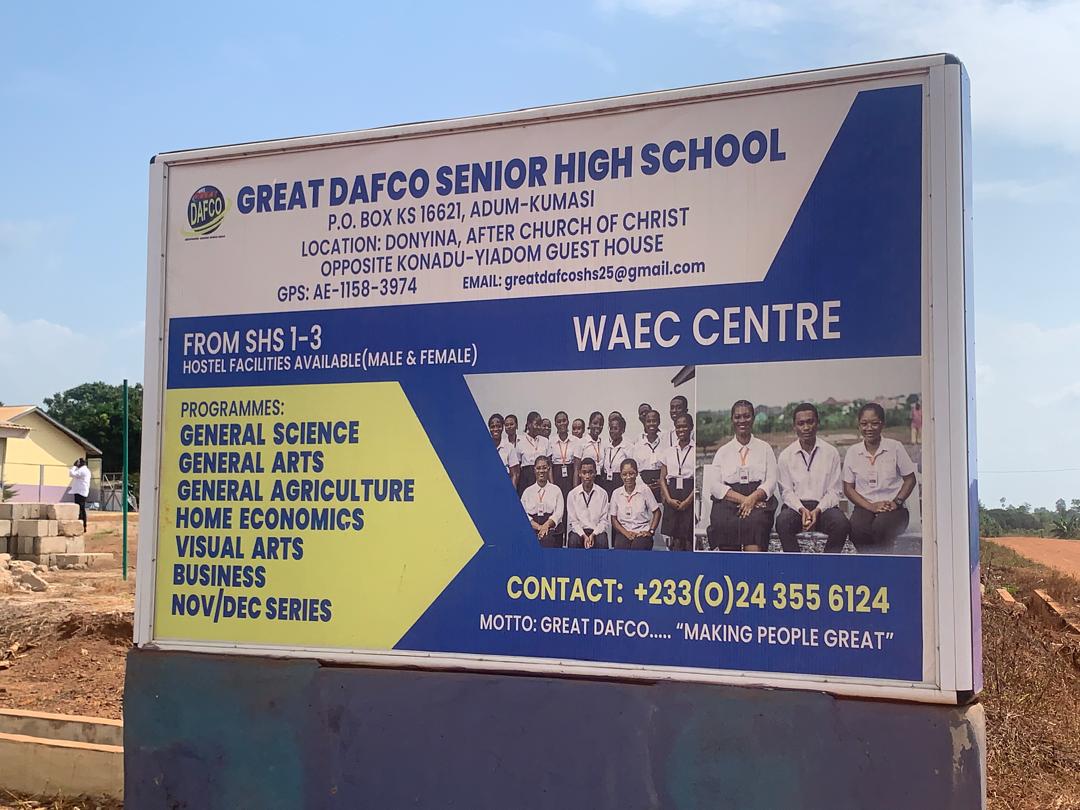 GREAT
DAFCO
GREAT DAFCO SENIOR HIGH SCHOOL
P.O. BOX KS 16621, ADUM-KUMASI
LOCATION: DONYINA, AFTER CHURCH OF CHRIST
OPPOSITE KONADU-YIADOM GUEST HOUSE
GPS: AE-1158-3974 EMAIL: greatdafcoshs25@gmail.com
FROM SHS 1-3
HOSTEL FACILITIES AVAILABLE(MALE & FEMALE)
WAEC CENTRE
PROGRAMMES:
GENERAL SCIENCE
GENERAL ARTS
GENERAL AGRICULTURE
HOME ECONOMICS
VISUAL ARTS
BUSINESS
NOV/DEC SERIES
CONTACT: +233(0)24 355 6124
MOTTO: GREAT DAFCO..... "MAKING PEOPLE GREAT"